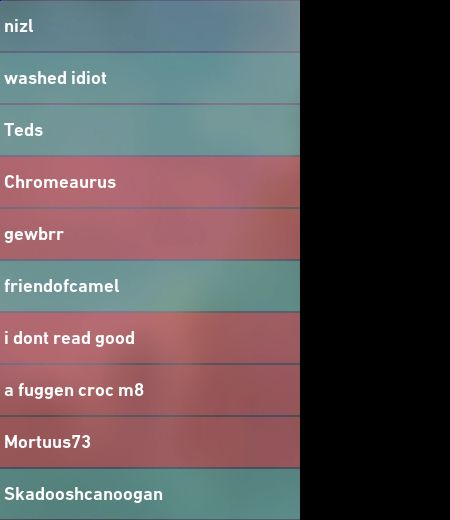 nizl
washed idiot
Teds
Chromeaurus
gewbrr
friendofcamel
i dont read good
a fuggen croc m8
Mortuus73
Skadooshcanoogan